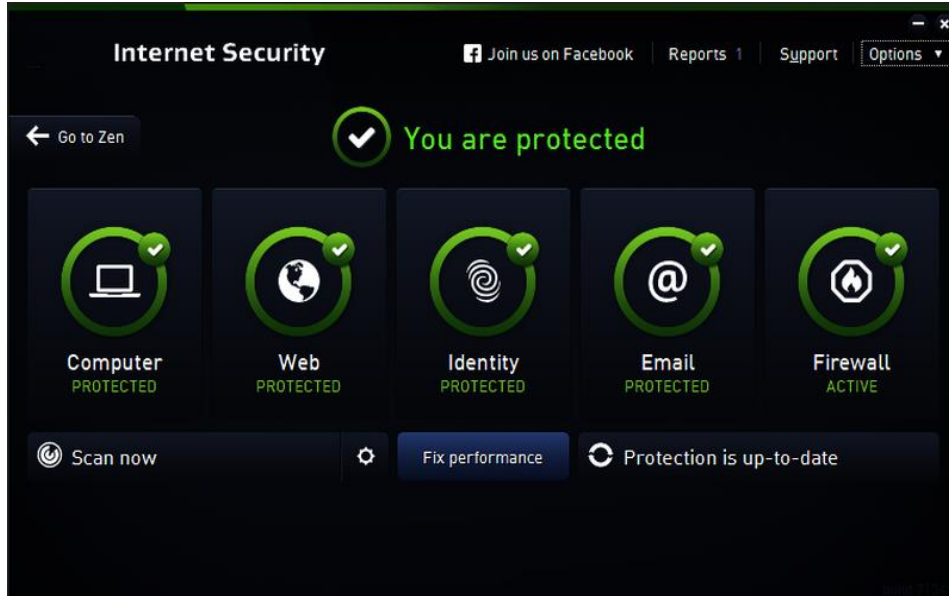 Internet Security
Join us on Facebook Reports 1 Support Options
Go to Zen
You are protected
Computer Web Identity Email Firewall
PROTECTED PROTECTED PROTECTED PROTECTED ACTIVE
Scan now Fix performance Protection is up-to-date